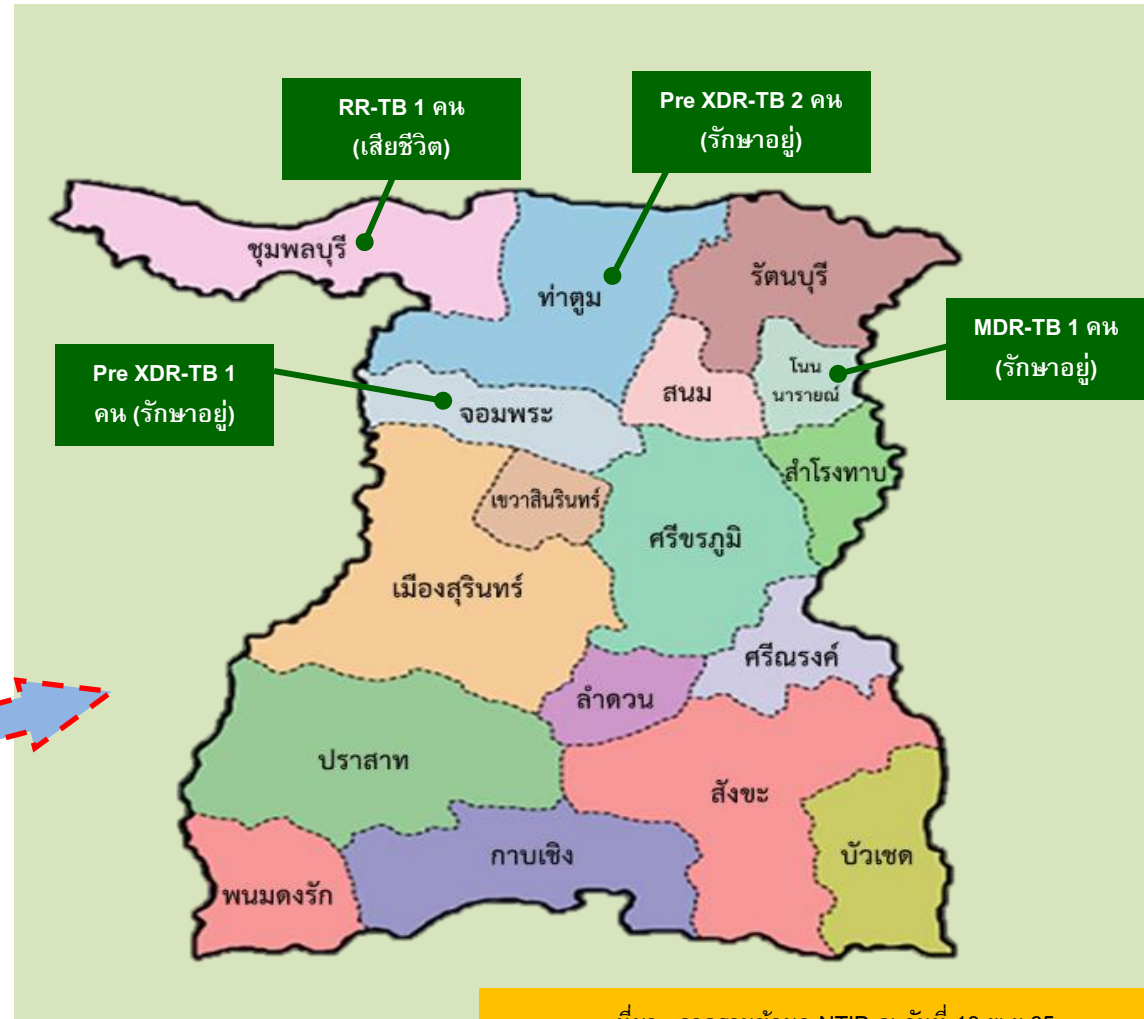 RR-TB 1 คน
(เสียชีวิต)
Pre XDR-TB 2 คน
(รักษาอยู่)
ชุมพลบุรี
ท่าตูม
รัตนบุรี
MDR-TB 1 คน
(รักษาอยู่)
Pre XDR-TB 1
คน (รักษาอยู่)
โนน
นารายณ์
สนม
จอมพระ
สำโรงทาบ
เขวาสินรินทร์
ศรีขรภูมิ
เมืองสุรินทร์
ศรีณรงค์
ลำดวน
ปราสาท
สังขะ
กาบเชิง
บัวเชด
พนมดงรัก